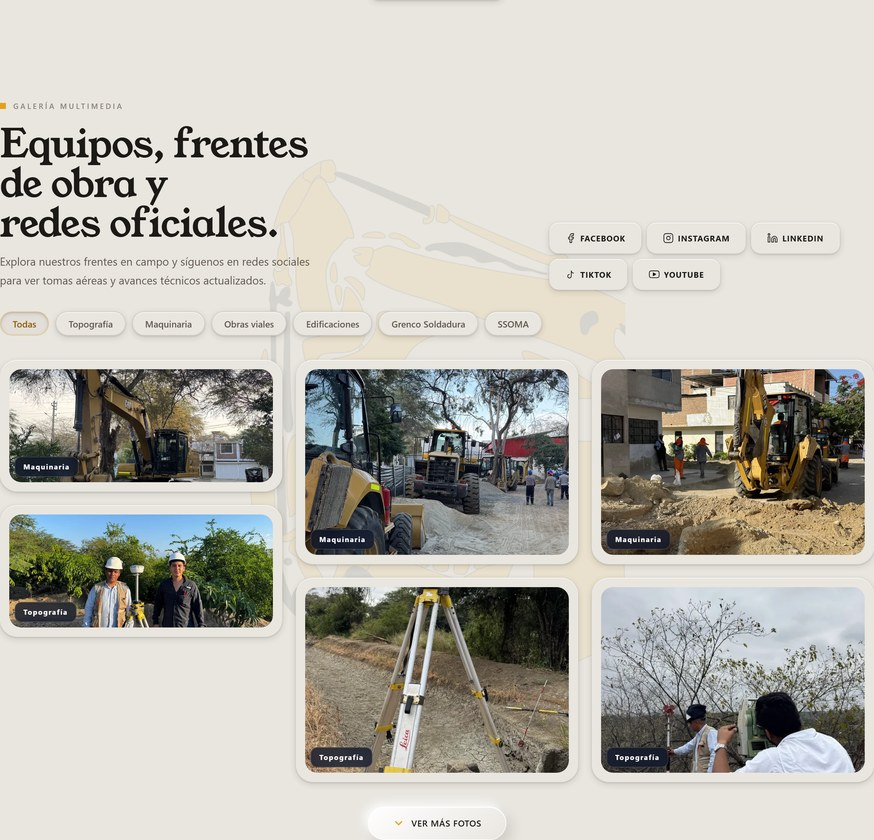 GALERÍA MULTIMEDIA
Equipos, frentes
de obra y
redes oficiales.
Explora nuestros frentes en campo y síguenos en redes sociales
para ver tomas aéreas y avances técnicos actualizados.
FACEBOOK
INSTAGRAM
LINKEDIN
TIKTOK
YOUTUBE
Todas
Topografía
Maquinaria
Obras viales
Edificaciones
Grenco Soldadura
SSOMA
Maquinaria
Maquinaria
Maquinaria
Topografía
Leica
Topografía
Topografía
VER MÁS FOTOS